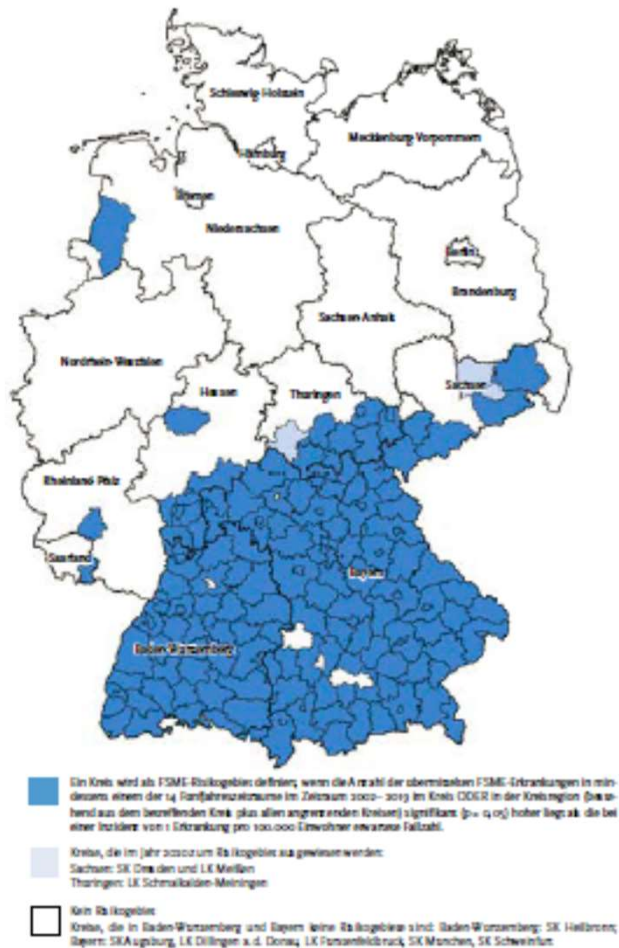 Schleswig-Holstein
Mecklenburg-Vorpommern
Hamburg
Bremen
Niedersachsen
Berlin
Brandenburg
Sachsen-Anhalt
Nordrhein-Westfalen
Hessen
Thüringen
Sachsen
Rheinland-Pfalz
Saarland
Bayern
Baden-Württemberg
Ein Kreis wird als FSME-Risikogebiet definiert, wenn die Anzahl der übermittelten FSME-Erkrankungen in min-
destens einem der 14 Fünfjahreszeiträume im Zeitraum 2002–2019 im Kreis ODER in der Kreisregion (beste-
hend aus dem betreffenden Kreis plus allen angrenzenden Kreisen) signifikant (p= 0,05) höher liegt als die bei
einer Inzidenz von 1 Erkrankung pro 100.000 Einwohner erwartete Fallzahl.
Kreise, die im Jahr 2020 zum Risikogebiet ausgewiesen werden:
Sachsen: SK Dresden und LK Meißen
Thüringen: LK Schmalkalden-Meiningen
Kein Risikogebiet
Kreise, die in Baden-Württemberg und Bayern keine Risikogebiete sind: Baden-Württemberg: SK Heilbronn;
Bayern: SK Augsburg, LK Dillingen a. d. Donau, LK Fürstenfeldbruck, SK München, SK Schweinfurt